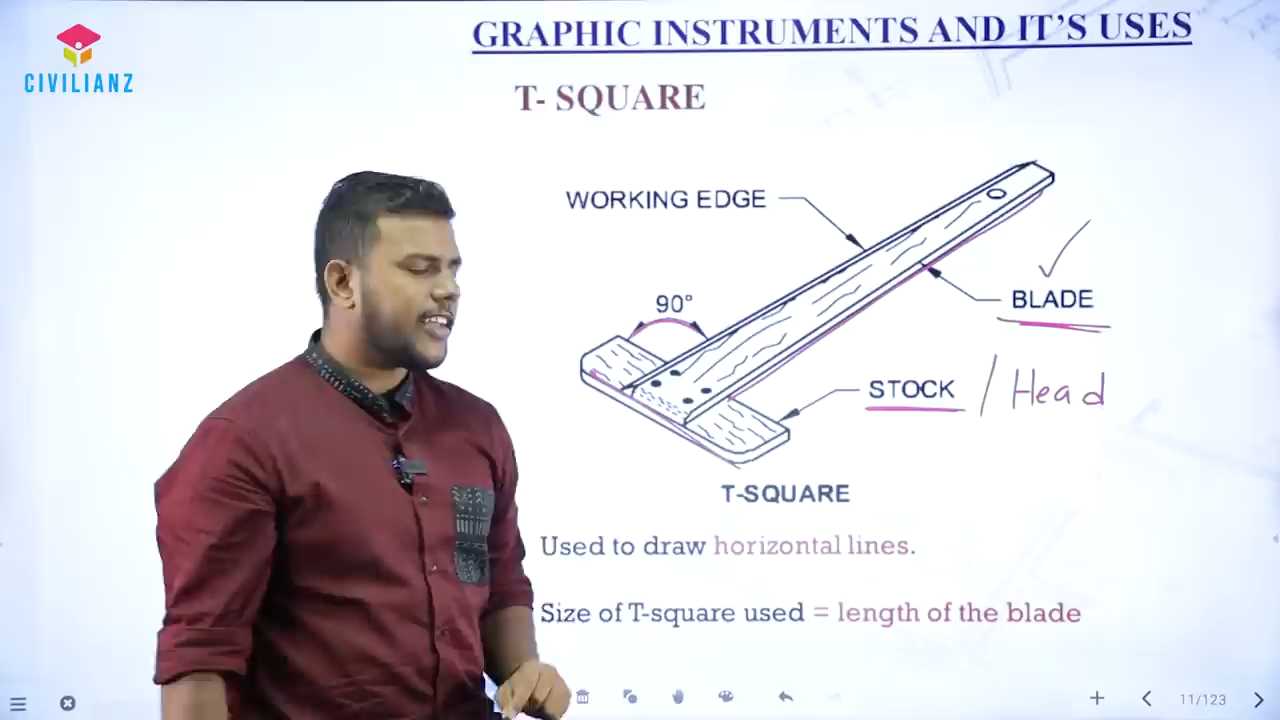 GRAPHIC INSTRUMENTS AND IT'S USES
CIVILIANZ
T- SQUARE
WORKING EDGE
90°
BLADE
STOCK / Head
T-SQUARE
Used to draw horizontal lines.
Size of T-square used = length of the blade
11/123